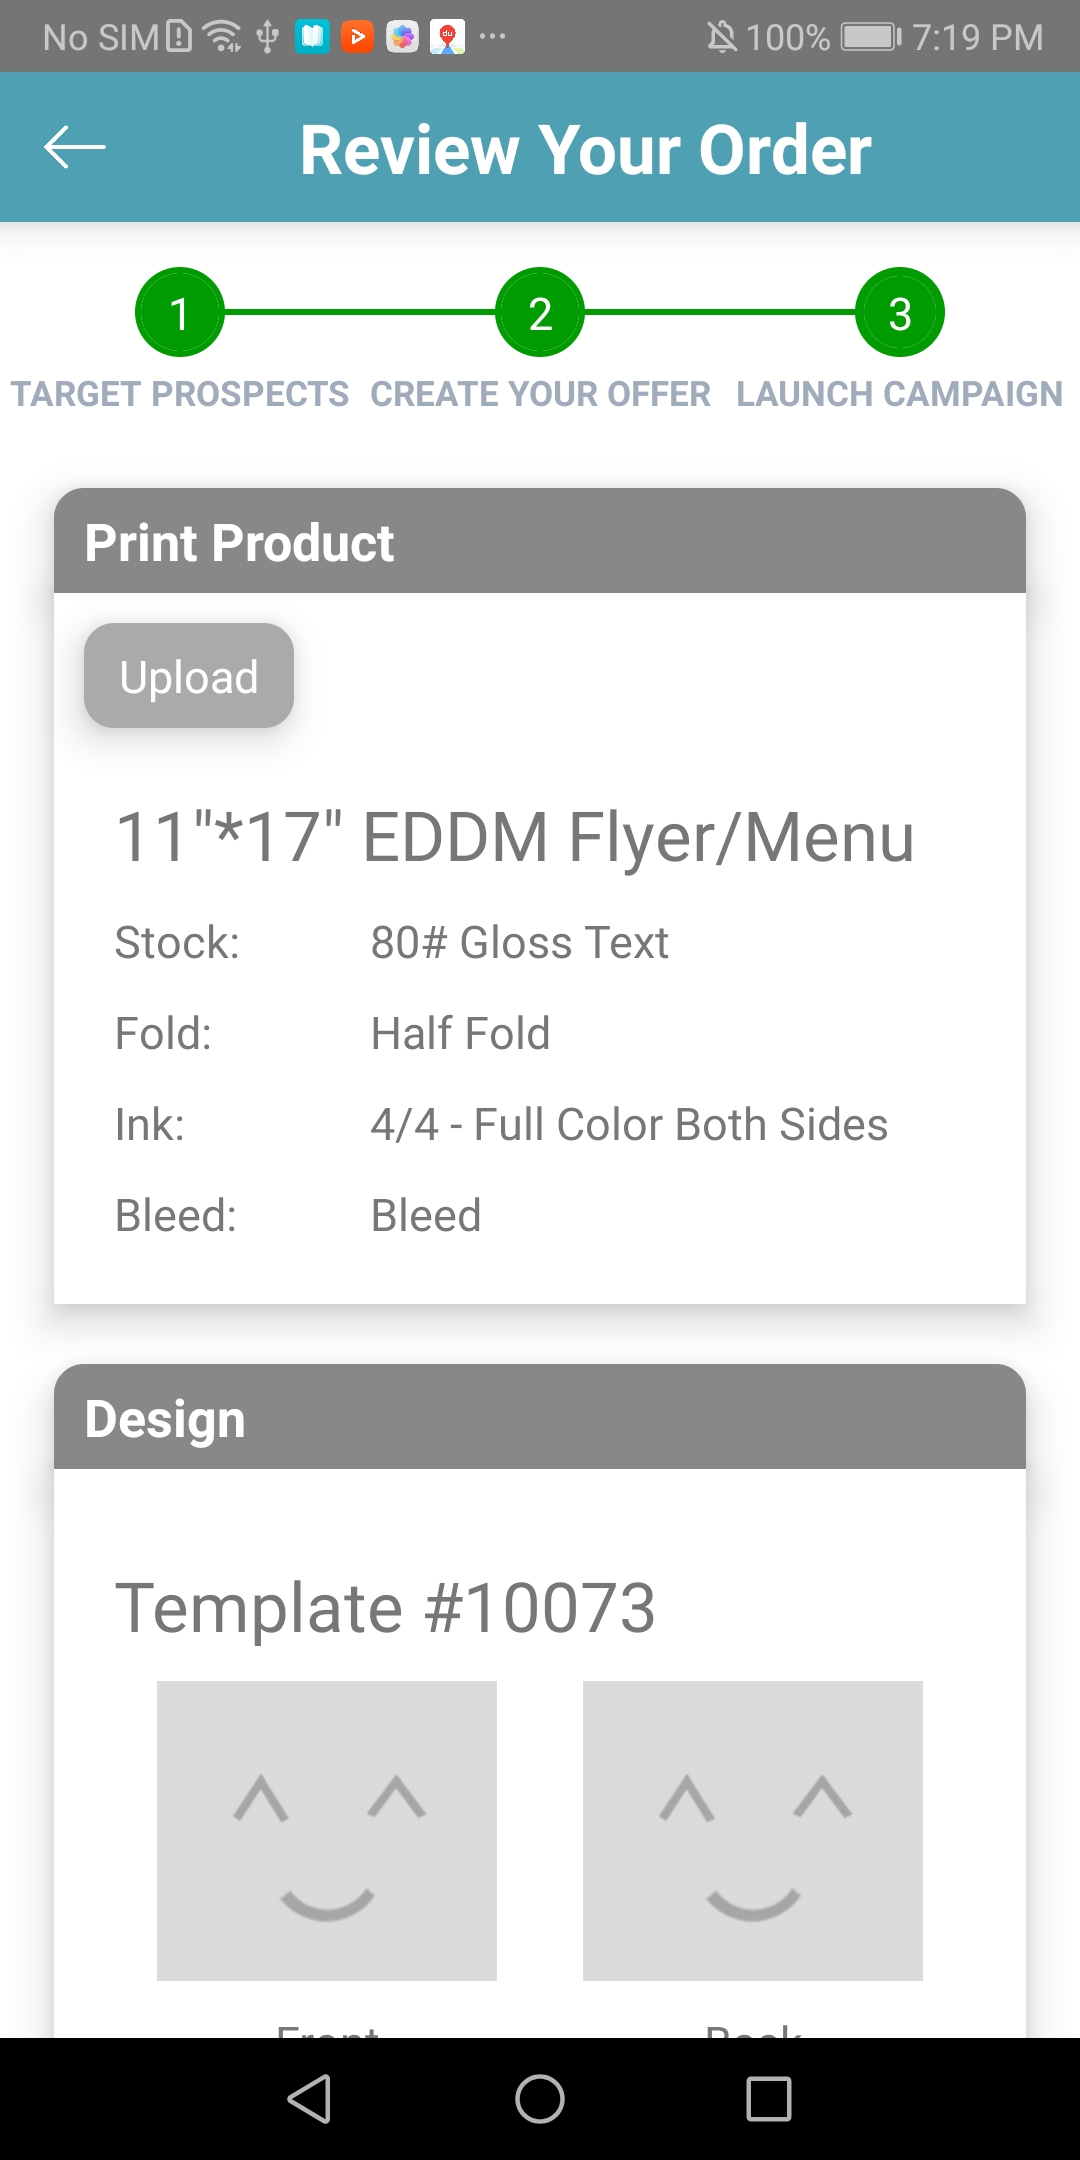 No SIM 100% 7:19 PM
Review Your Order
1 2 3
TARGET PROSPECTS CREATE YOUR OFFER LAUNCH CAMPAIGN
Print Product
Upload
11"*17" EDDM Flyer/Menu
Stock: 80# Gloss Text
Fold: Half Fold
Ink: 4/4 - Full Color Both Sides
Bleed: Bleed
Design
Template #10073
Front Back